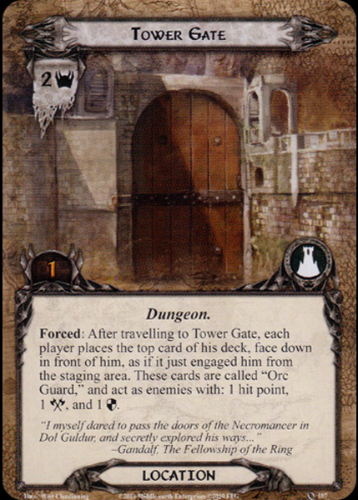 TOWER GATE
2
1
Dungeon.
Forced: After travelling to Tower Gate, each
player places the top card of his deck, face down
in front of him, as if it just engaged him from
the staging area. These cards are called “Orc
Guard,” and act as enemies with: 1 hit point,
1 , and 1 .
“I myself dared to pass the doors of the Necromancer in
Dol Guldur, and secretly explored his ways...”
–Gandalf, The Fellowship of the Ring
LOCATION